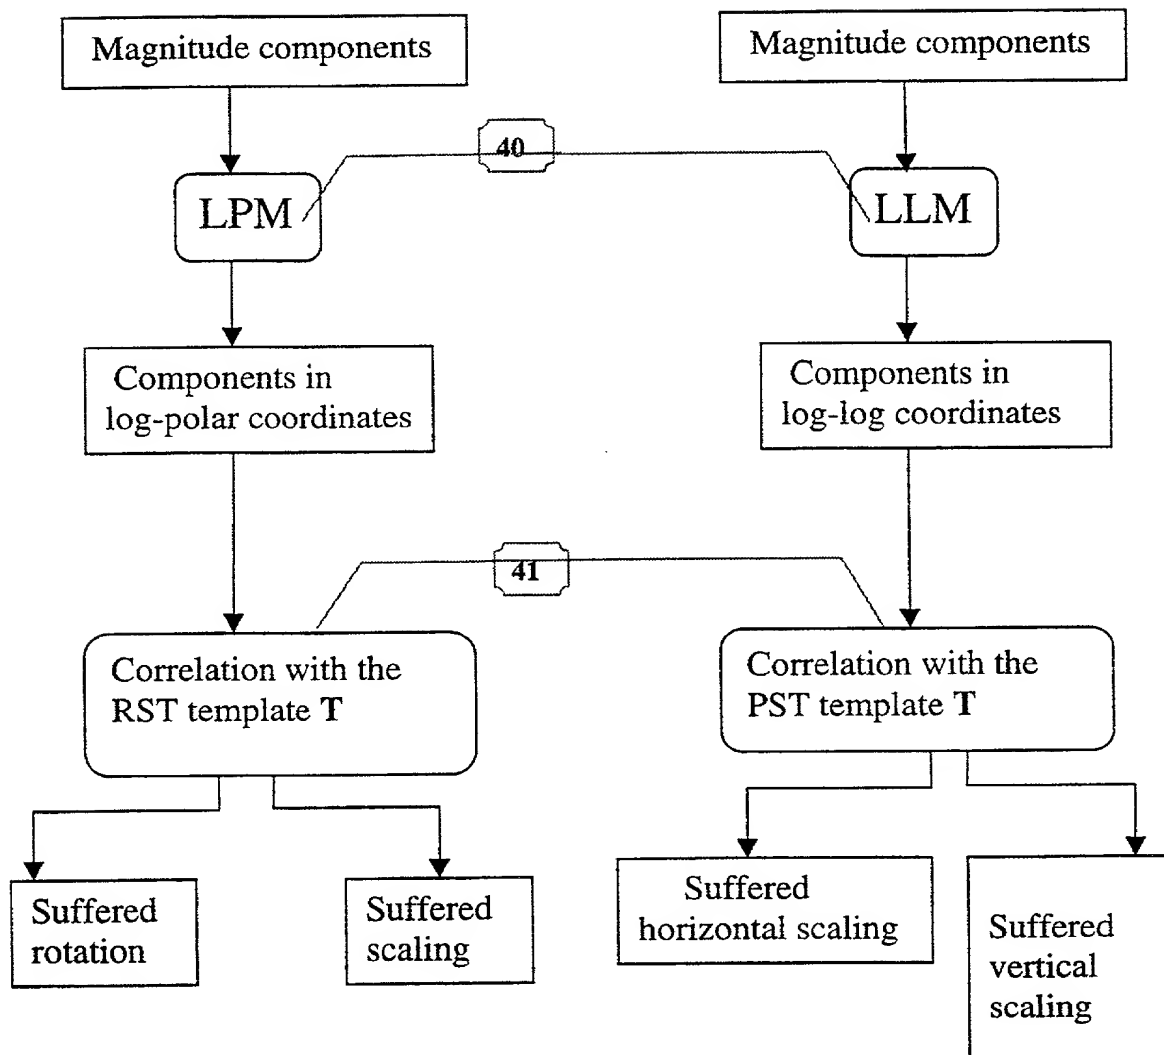 Magnitude components
Magnitude components
40
LPM
LLM
Components in
log-polar coordinates
Components in
log-log coordinates
41
Correlation with the
RST template T
Correlation with the
PST template T
Suffered
rotation
Suffered
scaling
Suffered
horizontal scaling
Suffered
vertical
scaling